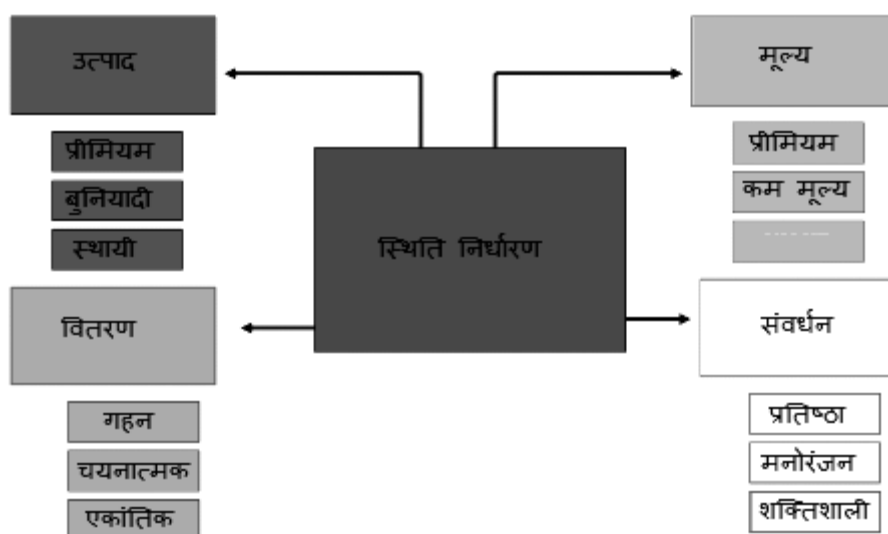 उत्पाद
प्रीमियम
बुनियादी
स्थायी
मूल्य
प्रीमियम
कम मूल्य
स्थिति निर्धारण
वितरण
गहन
चयनात्मक
एकांतिक
संवर्धन
प्रतिष्ठा
मनोरंजन
शक्तिशाली